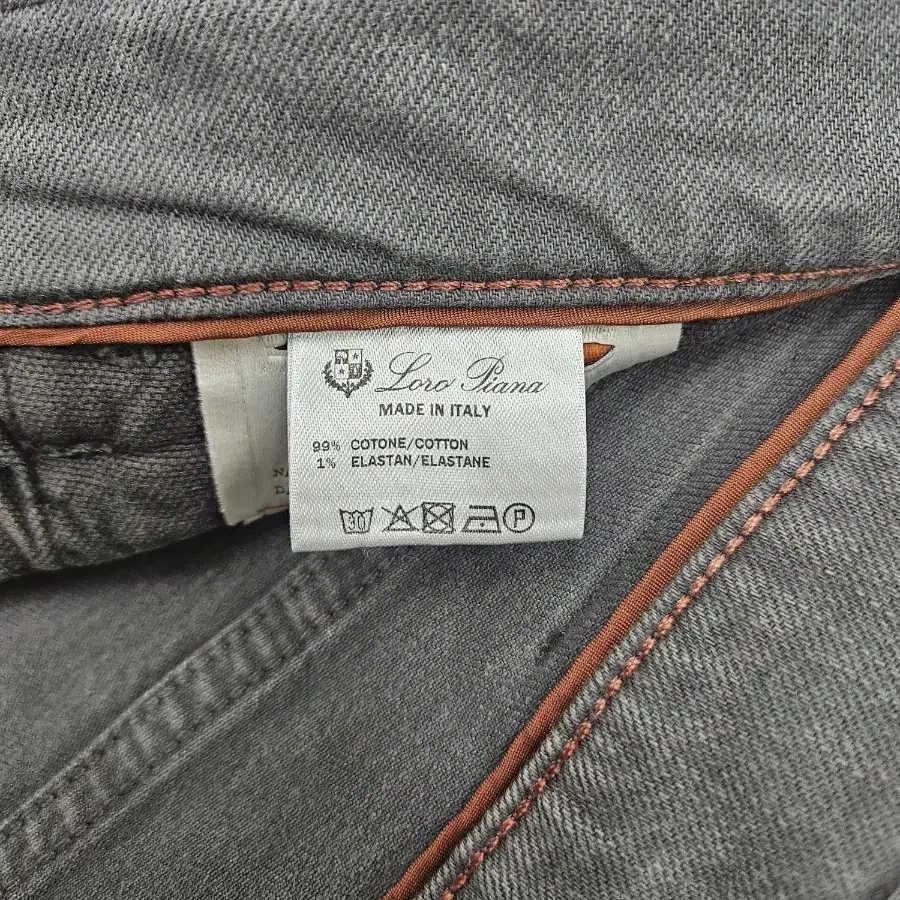 Loro Piana
MADE IN ITALY
99% COTONE/COTTON
1% ELASTAN/ELASTANE
30
P